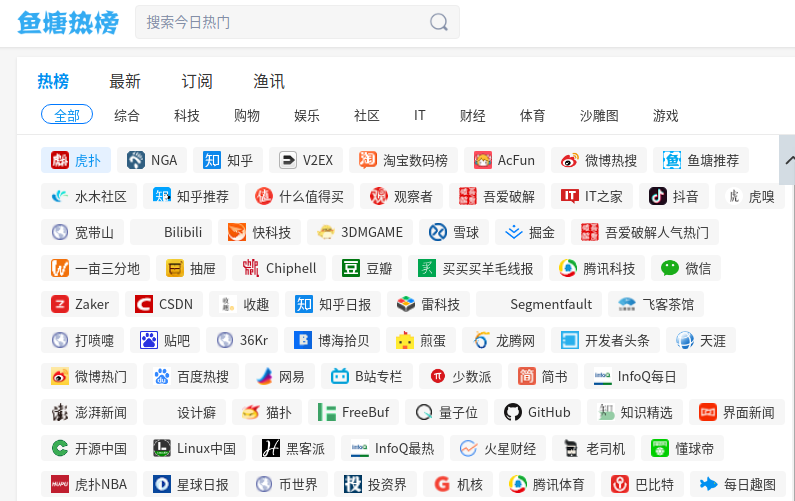 鱼塘热榜 搜索今日热门
热榜 最新 订阅 渔讯
全部 综合 科技 购物 娱乐 社区 IT 财经 体育 沙雕图 游戏
虎扑 NGA 知乎 V2EX 淘宝数码榜 AcFun 微博热搜 鱼塘推荐
水木社区 知乎推荐 什么值得买 观察者 吾爱破解 IT之家 抖音 虎嗅
宽带山 Bilibili 快科技 3DMGAME 雪球 掘金 吾爱破解人气热门
一亩三分地 抽屉 Chiphell 豆瓣 买买买羊毛线报 腾讯科技 微信
Zaker CSDN 收趣 知乎日报 雷科技 Segmentfault 飞客茶馆
打喷嚏 贴吧 36Kr 博海拾贝 煎蛋 龙腾网 开发者头条 天涯
微博热门 百度热搜 网易 B站专栏 少数派 简书 InfoQ每日
澎湃新闻 设计癖 猫扑 FreeBuf 量子位 GitHub 知识精选 界面新闻
开源中国 Linux中国 黑客派 InfoQ最热 火星财经 老司机 懂球帝
虎扑NBA 星球日报 币世界 投资界 机核 腾讯体育 巴比特 每日趣图